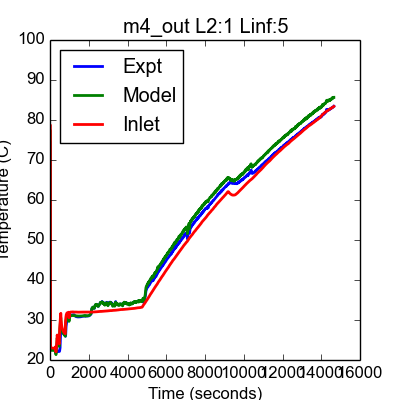 m4_out L2:1 Linf:5
100
90
80
70
60
50
40
30
20
Temperature (C)
Expt
Model
Inlet
0 2000 4000 6000 8000 10000 12000 14000 16000
Time (seconds)